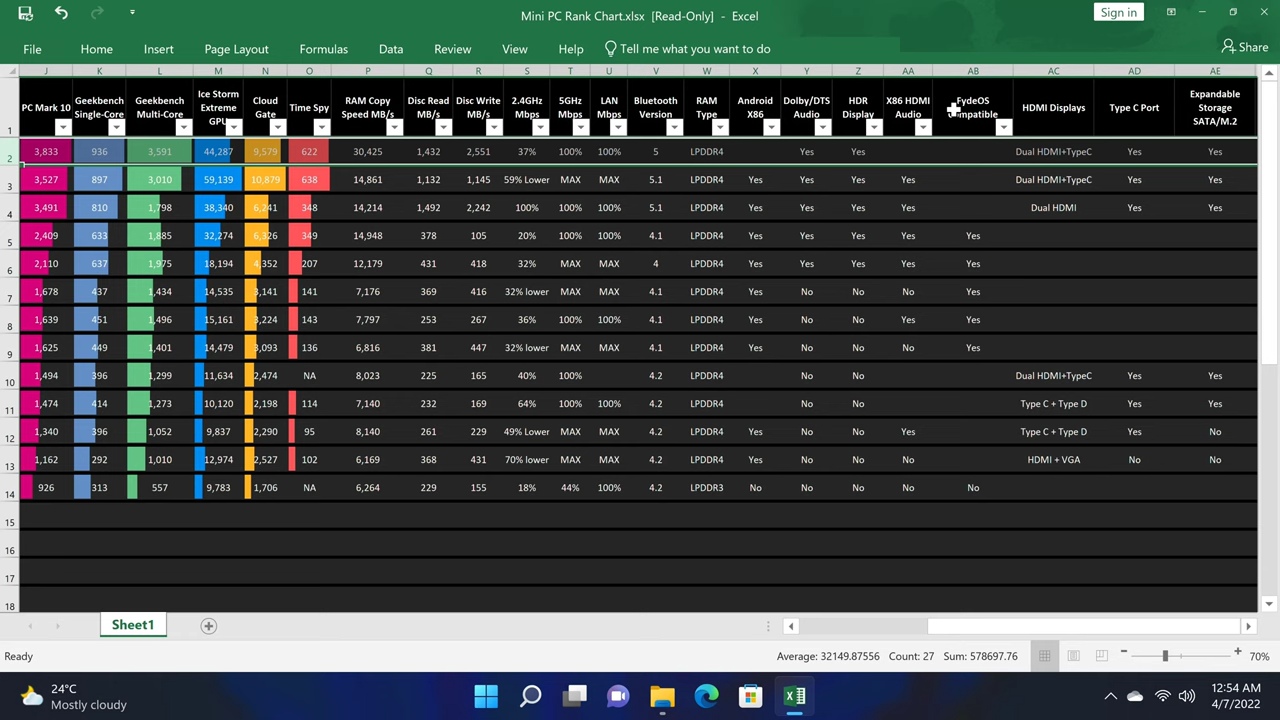 Mini PC Rank Chart.xlsx [Read-Only] – Excel
Sign in
File Home Insert Page Layout Formulas Data Review View Help Tell me what you want to do Share
J K L M N O P Q R S T U V W X Y Z AA AB AC AD AE
1 PC Mark 10 Geekbench Single-Core Geekbench Multi-Core Ice Storm Extreme GPU Cloud Gate Time Spy RAM Copy Speed MB/s Disc Read MB/s Disc Write MB/s 2.4GHz Mbps 5GHz Mbps LAN Mbps Bluetooth Version RAM Type Android X86 Dolby/DTS Audio HDR Display X86 HDMI Audio FydeOS HDMI Displays Type C Port Expandable Storage SATA/M.2
2 3,833 936 3,591 44,287 9,579 622 30,425 1,432 2,551 37% 100% 100% 5 LPDDR4 Yes Yes Dual HDMI+TypeC Yes Yes
3 3,527 897 3,010 59,139 10,879 638 14,861 1,132 1,145 59% Lower MAX MAX 5.1 LPDDR4 Yes Yes Yes Yes Dual HDMI+TypeC Yes Yes
4 3,491 810 1,798 38,340 6,241 348 14,214 1,492 2,242 100% 100% 100% 5.1 LPDDR4 Yes Yes Yes Yes Dual HDMI Yes Yes
5 2,409 633 1,885 32,274 6,326 349 14,948 378 105 20% 100% 100% 4.1 LPDDR4 Yes Yes Yes Yes Yes
6 2,110 637 1,975 18,194 4,352 207 12,179 431 418 32% 100% 100% 4 LPDDR4 Yes Yes Yes Yes Yes
7 1,678 437 1,434 14,535 3,141 141 7,176 369 416 32% lower MAX MAX 4.1 LPDDR4 Yes No No No Yes
8 1,639 451 1,496 15,161 3,224 143 7,797 253 267 36% 100% 100% 4.1 LPDDR4 Yes No No Yes Yes
9 1,625 449 1,401 14,479 3,093 136 6,816 381 447 32% lower MAX MAX 4.1 LPDDR4 Yes No No No Yes
10 1,494 396 1,299 11,634 2,474 NA 8,023 225 165 40% 100% 4.2 LPDDR4 No No Dual HDMI+TypeC Yes Yes
11 1,474 414 1,273 10,120 2,198 114 7,140 232 169 64% 100% 100% 4.2 LPDDR4 No No Type C + Type D Yes Yes
12 1,340 396 1,052 9,837 2,290 95 8,140 261 229 49% Lower MAX MAX 4.2 LPDDR4 Yes No No Yes Type C + Type D Yes No
13 1,162 292 1,010 12,974 2,527 102 6,169 368 431 70% lower MAX MAX 4.2 LPDDR4 Yes No No No HDMI + VGA No No
14 926 313 557 9,783 1,706 NA 6,264 229 155 18% 44% 100% 4.2 LPDDR3 No No No No No
15
16
17
18
Sheet1
Ready Average: 32149.87556 Count: 27 Sum: 578697.76 70%
24°C
Mostly cloudy
12:54 AM
4/7/2022